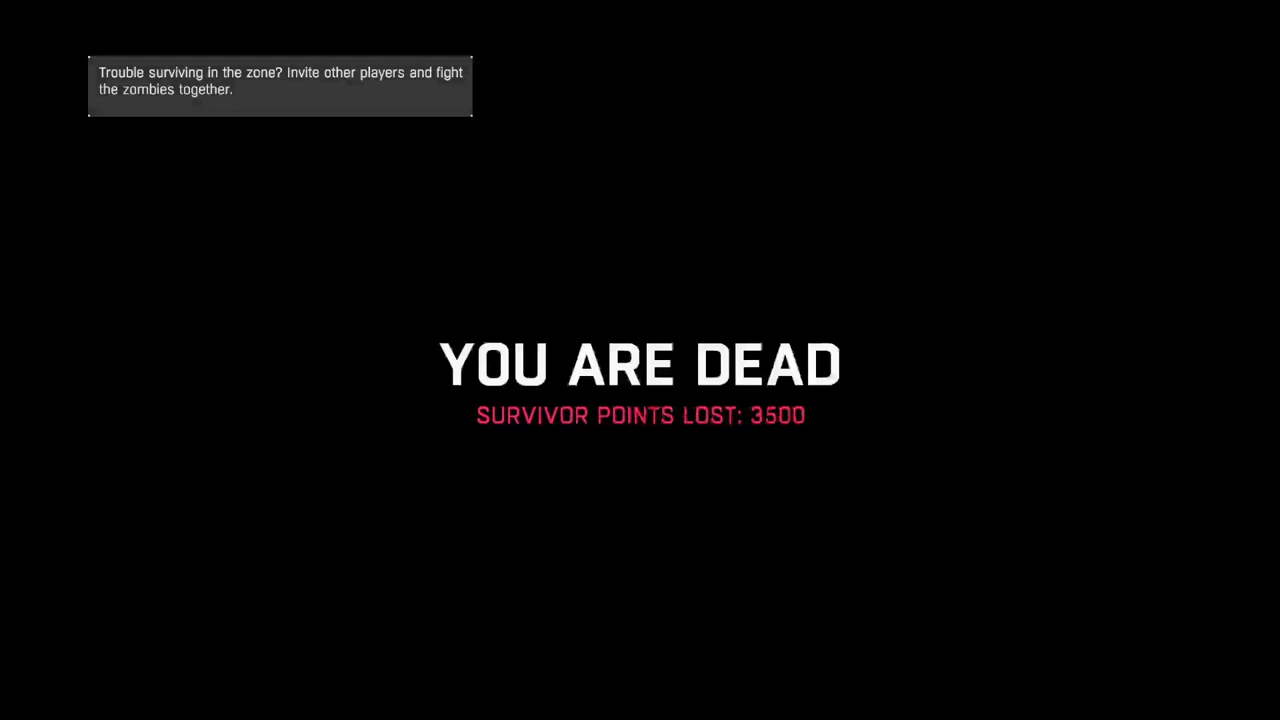 Trouble surviving in the zone? Invite other players and fight
the zombies together.
YOU ARE DEAD
SURVIVOR POINTS LOST: 3500